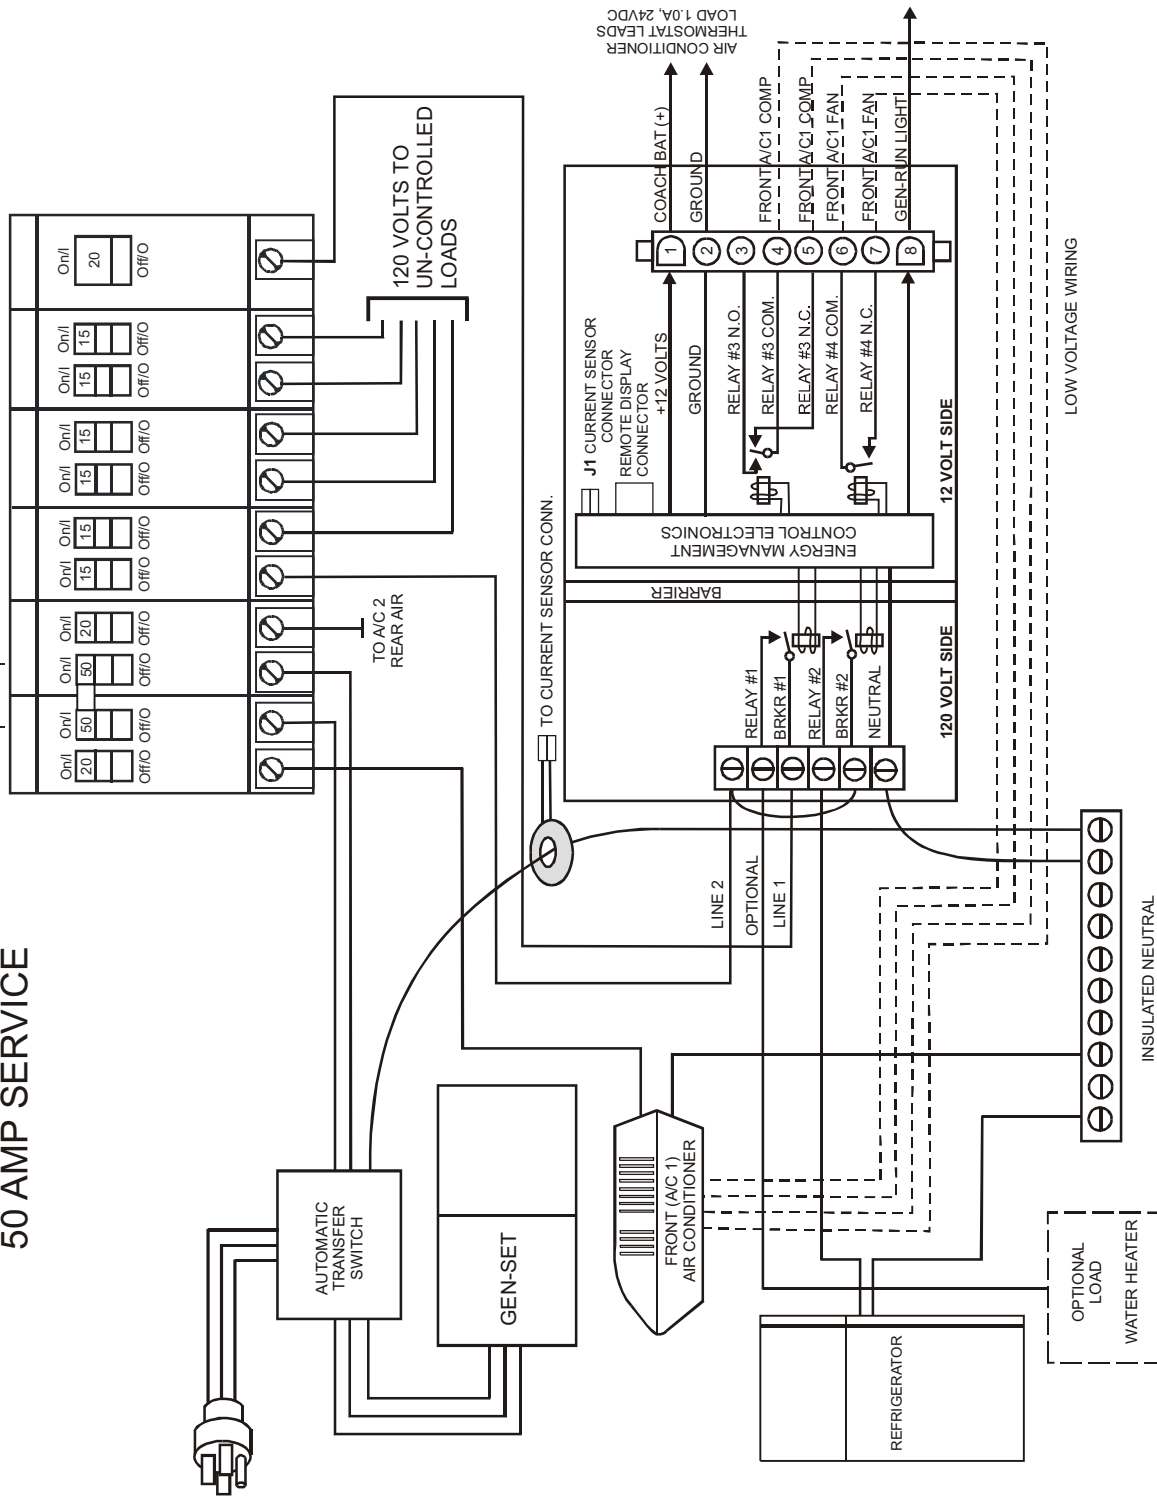 50 AMP SERVICE
On/I
20
Off/O
On/I
50
Off/O
On/I
50
Off/O
On/I
20
Off/O
On/I
15
Off/O
On/I
15
Off/O
On/I
15
Off/O
On/I
15
Off/O
On/I
15
Off/O
On/I
15
Off/O
On/I
20
Off/O
TO A/C 2
REAR AIR
120 VOLTS TO
UN-CONTROLLED
LOADS
AUTOMATIC
TRANSFER
SWITCH
GEN-SET
TO CURRENT SENSOR CONN.
FRONT (A/C 1)
AIR CONDITIONER
LINE 2
OPTIONAL
LINE 1
RELAY #1
BRKR #1
RELAY #2
BRKR #2
NEUTRAL
120 VOLT SIDE
BARRIER
ENERGY MANAGEMENT
CONTROL ELECTRONICS
J1 CURRENT SENSOR
CONNECTOR
REMOTE DISPLAY
CONNECTOR
+12 VOLTS
GROUND
RELAY #3 N.O.
RELAY #3 COM.
RELAY #3 N.C.
RELAY #4 COM.
RELAY #4 N.C.
12 VOLT SIDE
1
2
3
4
5
6
7
8
COACH BAT (+)
GROUND
FRONT A/C1 COMP
FRONT A/C1 COMP
FRONT A/C1 FAN
FRONT A/C1 FAN
GEN-RUN LIGHT
AIR CONDITIONER
THERMOSTAT LEADS
LOAD 1.0A, 24VDC
LOW VOLTAGE WIRING
REFRIGERATOR
OPTIONAL
LOAD
WATER HEATER
INSULATED NEUTRAL